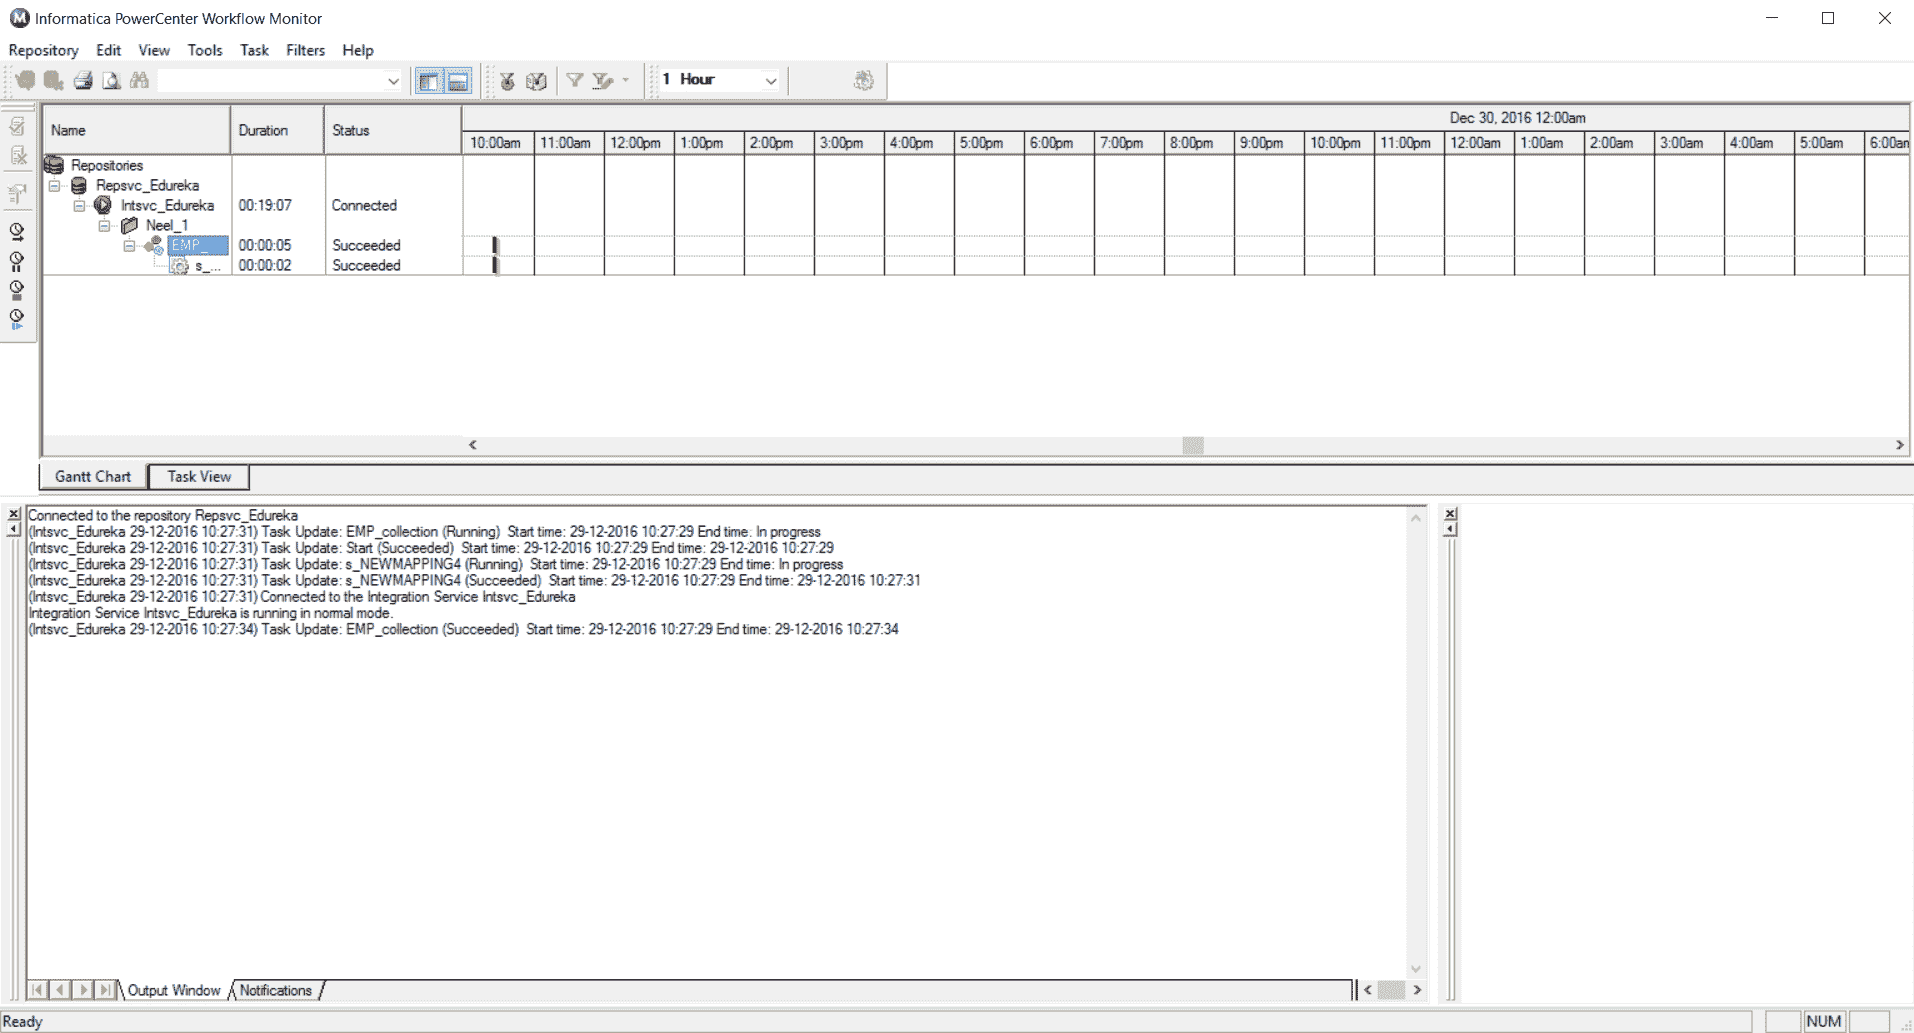 Informatica PowerCenter Workflow Monitor
Repository Edit View Tools Task Filters Help
1 Hour
Name Duration Status
Dec 30, 2016 12:00am
10:00am 11:00am 12:00pm 1:00pm 2:00pm 3:00pm 4:00pm 5:00pm 6:00pm 7:00pm 8:00pm 9:00pm 10:00pm 11:00pm 12:00am 1:00am 2:00am 3:00am 4:00am 5:00am 6:00am
Repositories
Repsvc_Edureka
Intsvc_Edureka 00:19:07 Connected
Neel_1
EMP_ 00:00:05 Succeeded
s_... 00:00:02 Succeeded
Gantt Chart Task View
Connected to the repository Repsvc_Edureka
(Intsvc_Edureka 29-12-2016 10:27:31) Task Update: EMP_collection (Running) Start time: 29-12-2016 10:27:29 End time: In progress
(Intsvc_Edureka 29-12-2016 10:27:31) Task Update: Start (Succeeded) Start time: 29-12-2016 10:27:29 End time: 29-12-2016 10:27:29
(Intsvc_Edureka 29-12-2016 10:27:31) Task Update: s_NEWMAPPING4 (Running) Start time: 29-12-2016 10:27:29 End time: In progress
(Intsvc_Edureka 29-12-2016 10:27:31) Task Update: s_NEWMAPPING4 (Succeeded) Start time: 29-12-2016 10:27:29 End time: 29-12-2016 10:27:31
(Intsvc_Edureka 29-12-2016 10:27:31) Connected to the Integration Service Intsvc_Edureka
Integration Service Intsvc_Edureka is running in normal mode.
(Intsvc_Edureka 29-12-2016 10:27:34) Task Update: EMP_collection (Succeeded) Start time: 29-12-2016 10:27:29 End time: 29-12-2016 10:27:34
Output Window Notifications
Ready NUM